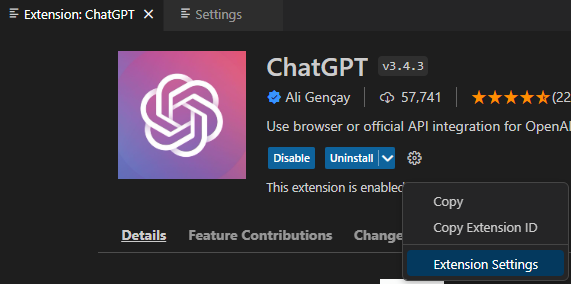 Extension: ChatGPT
Settings
ChatGPT v3.4.3
Ali Gençay 57,741 (22
Use browser or official API integration for OpenA
Disable Uninstall
This extension is enabled
Copy
Copy Extension ID
Extension Settings
Details Feature Contributions Change